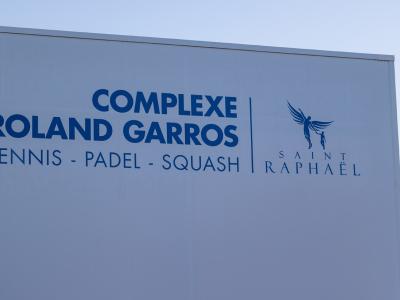 COMPLEXE
ROLAND GARROS
ENNIS - PADEL - SQUASH
SAINT
RAPHAËL